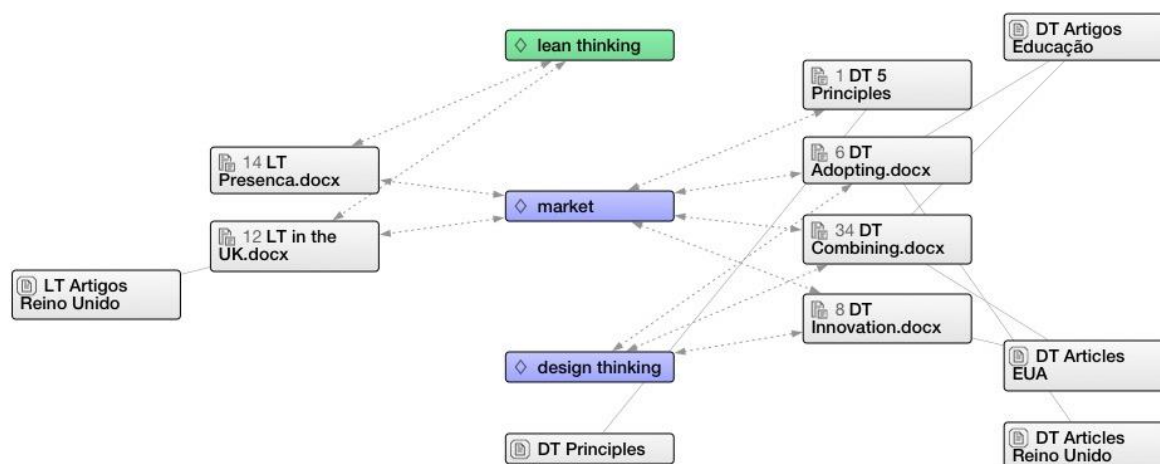 lean thinking
DT Artigos
Educação
1 DT 5
Principles
14 LT
Presenca.docx
6 DT
Adopting.docx
market
12 LT in the
UK.docx
34 DT
Combining.docx
LT Artigos
Reino Unido
8 DT
Innovation.docx
design thinking
DT Articles
EUA
DT Principles
DT Articles
Reino Unido